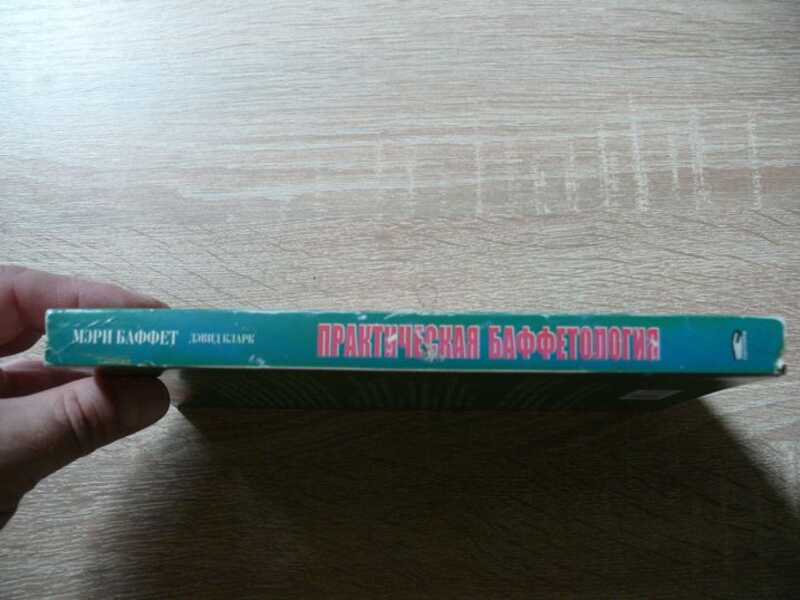 МЭРИ БАФФЕТ ДЭВИД КЛАРК ПРАКТИЧЕСКАЯ БАФФЕТОЛОГИЯ